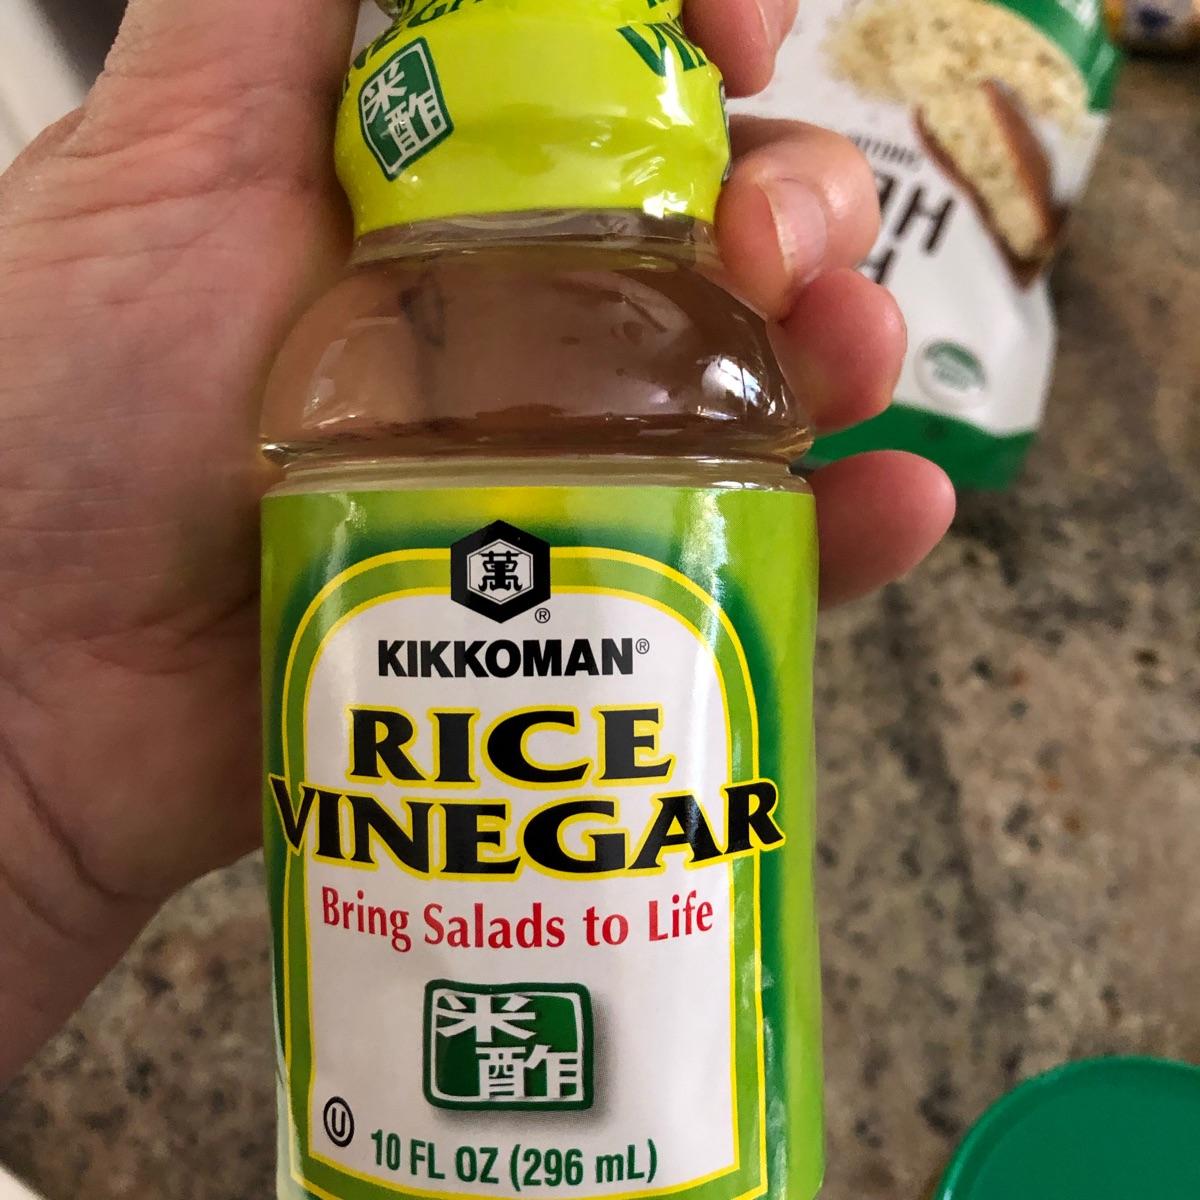 米
酢
萬
KIKKOMAN®
RICE
VINEGAR
Bring Salads to Life
米
酢
U
10 FL OZ (296 mL)